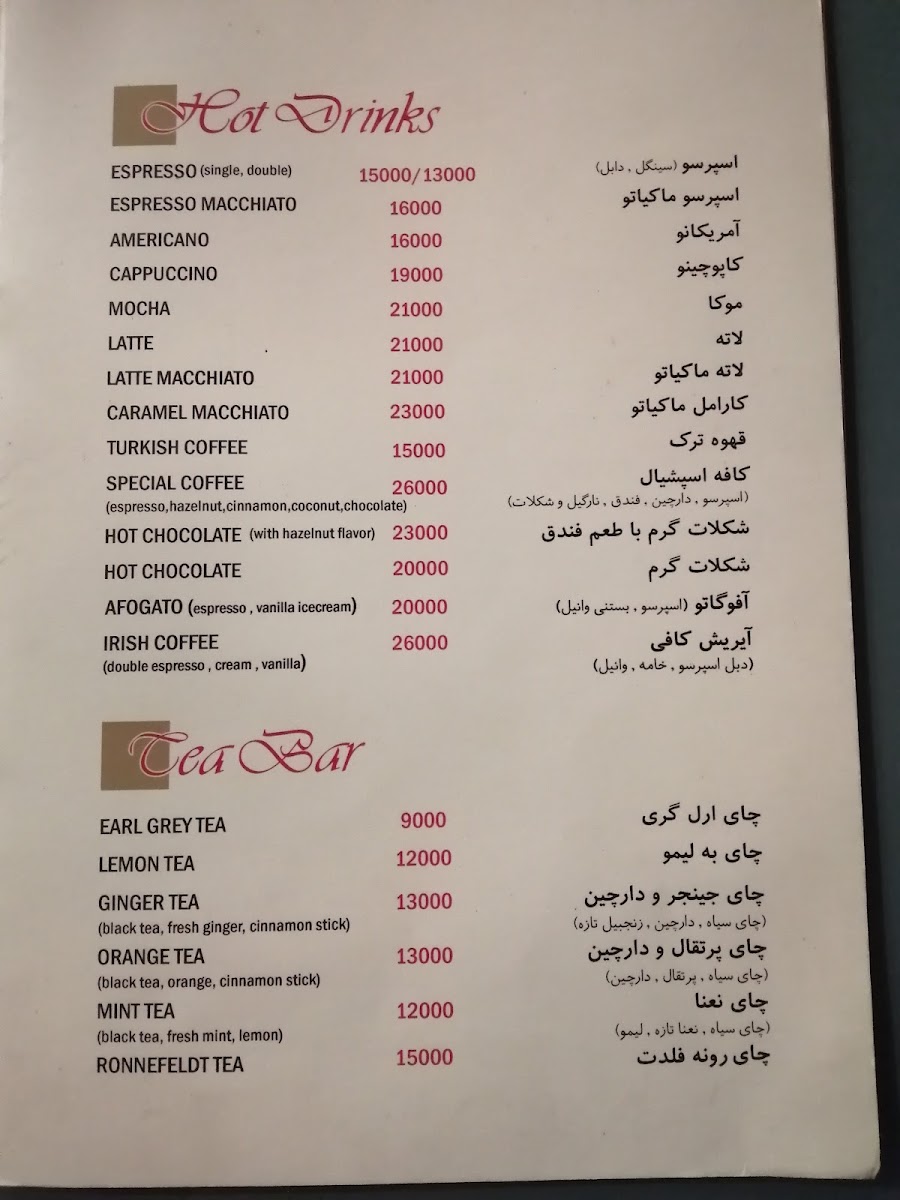 Hot Drinks
ESPRESSO (single, double) 15000/13000 اسپرسو (سینگل , دابل)
ESPRESSO MACCHIATO 16000 اسپرسو ماکیاتو
AMERICANO 16000 آمریکانو
CAPPUCCINO 19000 کاپوچینو
MOCHA 21000 موکا
LATTE 21000 لاته
LATTE MACCHIATO 21000 لاته ماکیاتو
CARAMEL MACCHIATO 23000 کارامل ماکیاتو
TURKISH COFFEE 15000 قهوه ترک
SPECIAL COFFEE 26000 کافه اسپشیال
(espresso,hazelnut,cinnamon,coconut,chocolate) (اسپرسو , دارچین , فندق , نارگیل و شکلات)
HOT CHOCOLATE (with hazelnut flavor) 23000 شکلات گرم با طعم فندق
HOT CHOCOLATE 20000 شکلات گرم
AFOGATO (espresso , vanilla icecream) 20000 آفوگاتو (اسپرسو , بستنی وانیل)
IRISH COFFEE 26000 آیریش کافی
(double espresso , cream , vanilla) (دبل اسپرسو , خامه , وانیل)
Tea Bar
EARL GREY TEA 9000 چای ارل گری
LEMON TEA 12000 چای به لیمو
GINGER TEA 13000 چای جینجر و دارچین
(black tea, fresh ginger, cinnamon stick) (چای سیاه , دارچین , زنجبیل تازه)
ORANGE TEA 13000 چای پرتقال و دارچین
(black tea, orange, cinnamon stick) (چای سیاه , پرتقال , دارچین)
MINT TEA 12000 چای نعنا
(black tea, fresh mint, lemon) (چای سیاه , نعنا تازه , لیمو)
RONNEFELDT TEA 15000 چای رونه فلدت